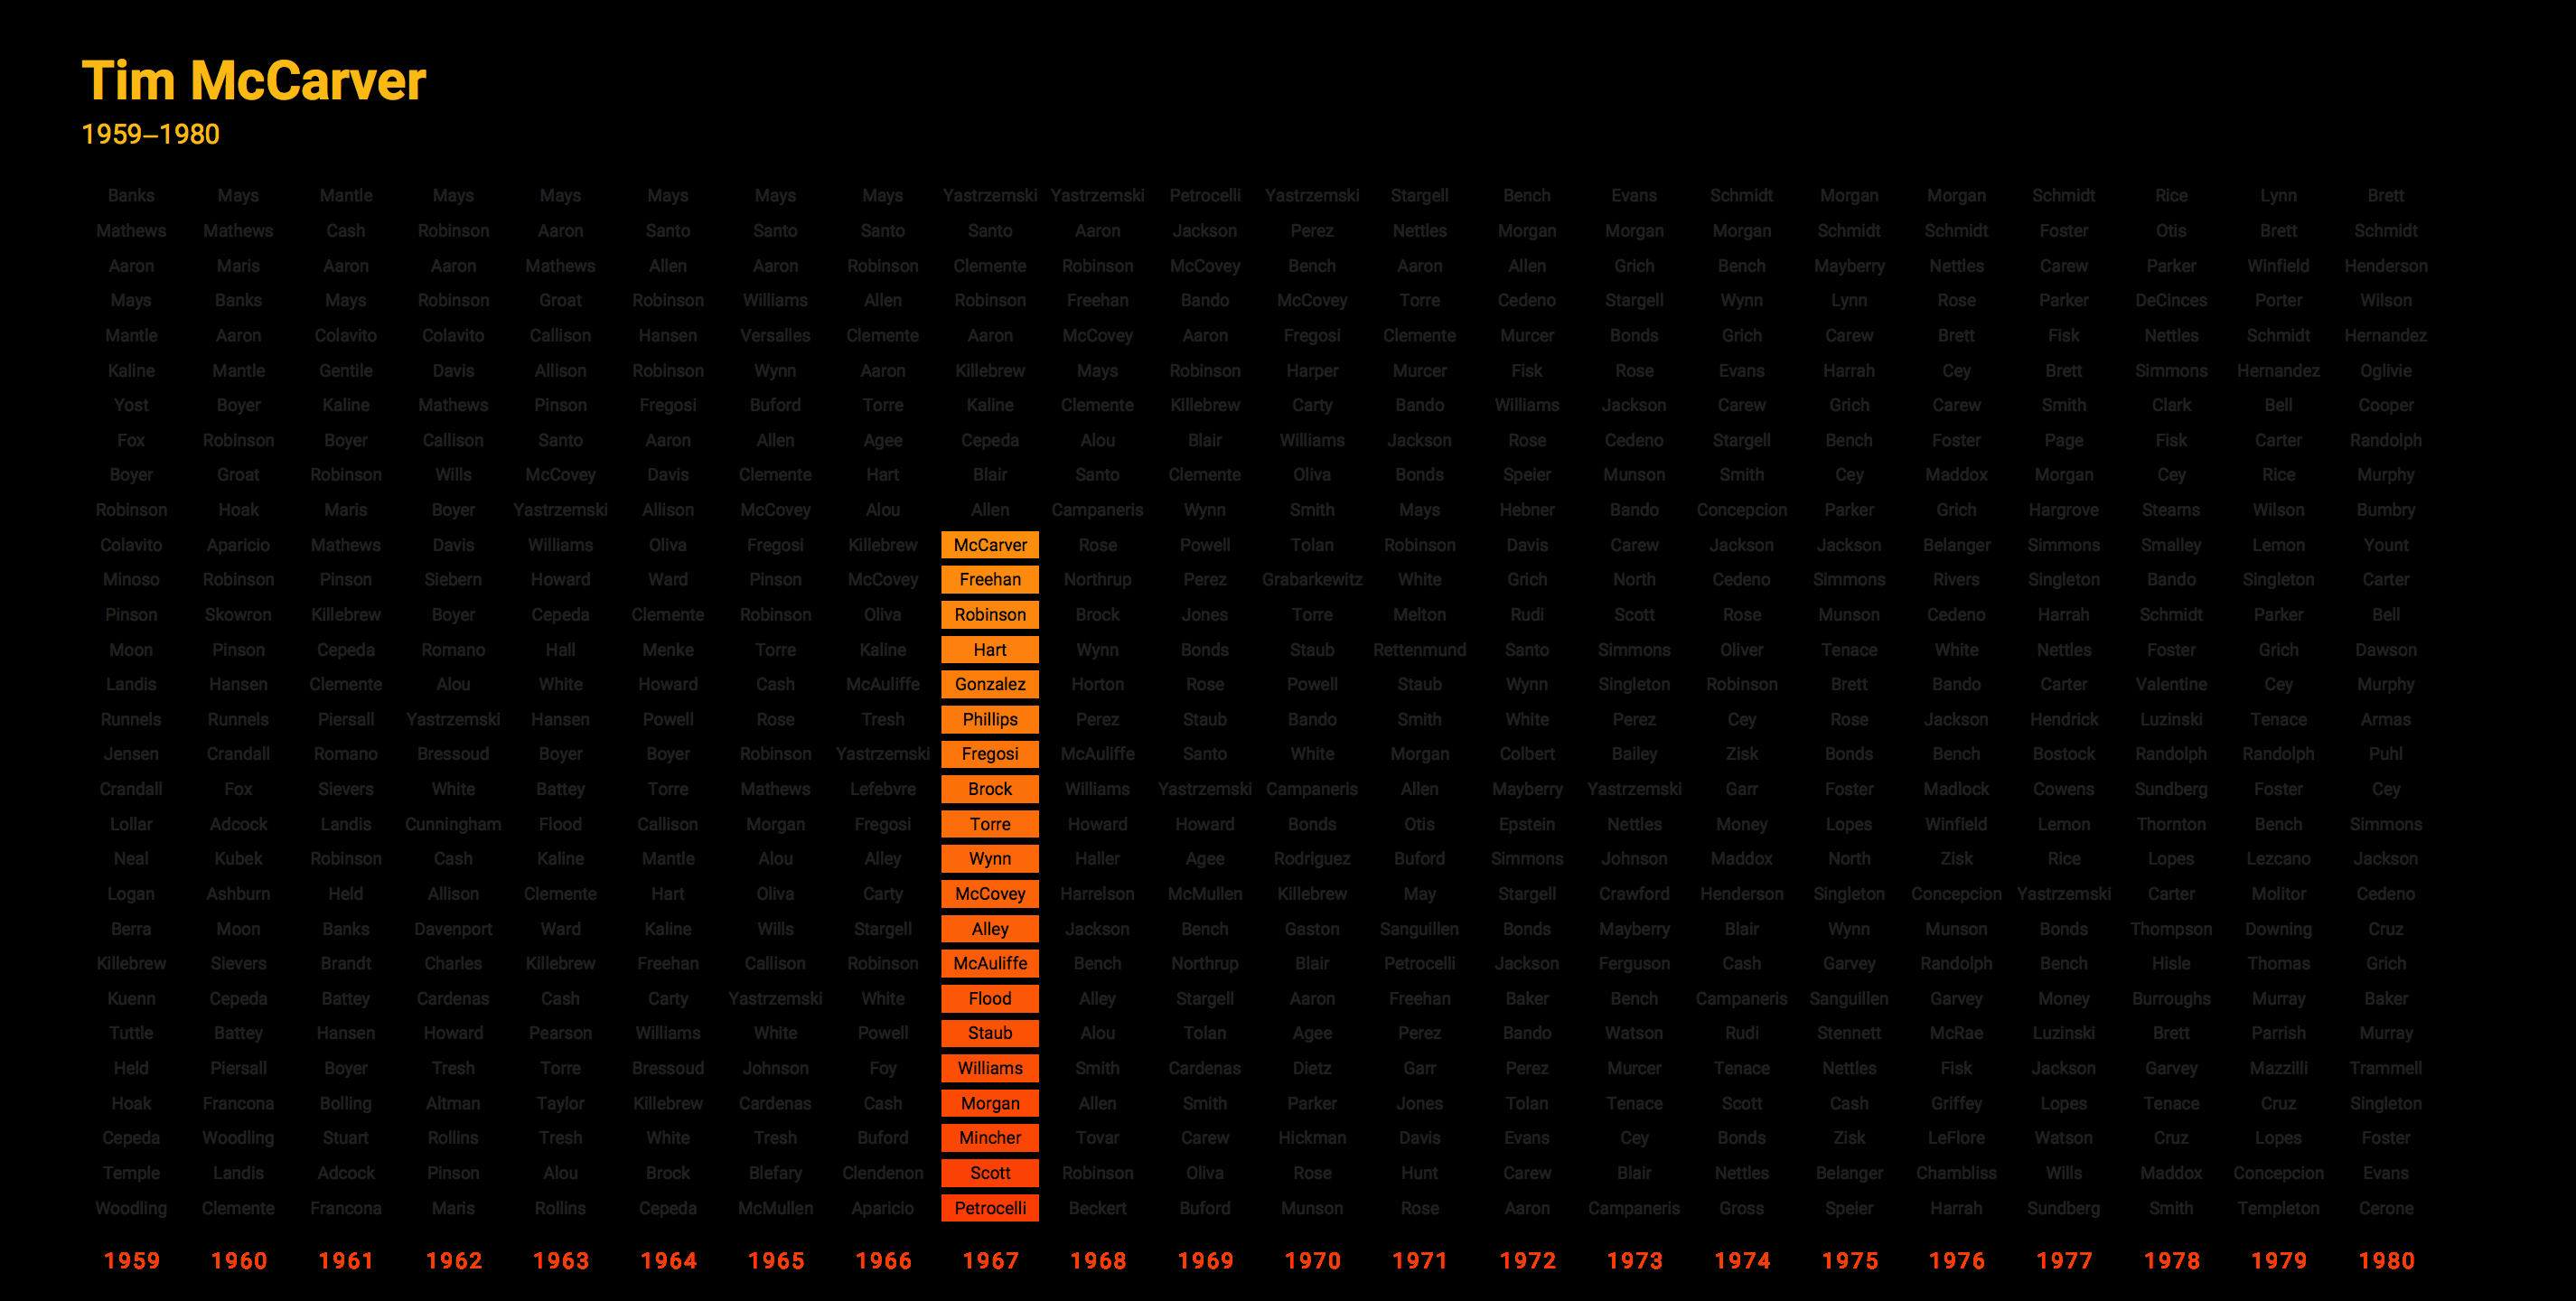 Tim McCarver
1959–1980
Banks Mays Mantle Mays Mays Mays Mays Mays Yastrzemski Yastrzemski Petrocelli Yastrzemski Stargell Bench Evans Schmidt Morgan Morgan Schmidt Rice Lynn Brett
Mathews Mathews Cash Robinson Aaron Santo Santo Santo Santo Aaron Jackson Perez Nettles Morgan Morgan Morgan Schmidt Schmidt Foster Otis Brett Schmidt
Aaron Maris Aaron Aaron Mathews Allen Aaron Robinson Clemente Robinson McCovey Bench Aaron Allen Grich Bench Mayberry Nettles Carew Parker Winfield Henderson
Mays Banks Mays Robinson Groat Robinson Williams Allen Robinson Freehan Bando McCovey Torre Cedeno Stargell Wynn Lynn Rose Parker DeCinces Porter Wilson
Mantle Aaron Colavito Colavito Callison Hansen Versalles Clemente Aaron McCovey Aaron Fregosi Clemente Murcer Bonds Grich Carew Brett Fisk Nettles Schmidt Hernandez
Kaline Mantle Gentile Davis Allison Robinson Wynn Aaron Killebrew Mays Robinson Harper Murcer Fisk Rose Evans Harrah Cey Brett Simmons Hernandez Oglivie
Yost Boyer Kaline Mathews Pinson Fregosi Buford Torre Kaline Clemente Killebrew Carty Bando Williams Jackson Carew Grich Carew Smith Clark Bell Cooper
Fox Robinson Boyer Callison Santo Aaron Allen Agee Cepeda Alou Blair Williams Jackson Rose Cedeno Stargell Bench Foster Page Fisk Carter Randolph
Boyer Groat Robinson Wills McCovey Davis Clemente Hart Blair Santo Clemente Oliva Bonds Speier Munson Smith Cey Maddox Morgan Cey Rice Murphy
Robinson Hoak Maris Boyer Yastrzemski Allison McCovey Alou Allen Campaneris Wynn Smith Mays Hebner Bando Concepcion Parker Grich Hargrove Stearns Wilson Bumbry
Colavito Aparicio Mathews Davis Williams Oliva Fregosi Killebrew McCarver Rose Powell Tolan Robinson Davis Carew Jackson Jackson Belanger Simmons Smalley Lemon Yount
Minoso Robinson Pinson Siebern Howard Ward Pinson McCovey Freehan Northrup Perez Grabarkewitz White Grich North Cedeno Simmons Rivers Singleton Bando Singleton Carter
Pinson Skowron Killebrew Boyer Cepeda Clemente Robinson Oliva Robinson Brock Jones Torre Melton Rudi Scott Rose Munson Cedeno Harrah Schmidt Parker Bell
Moon Pinson Cepeda Romano Hall Menke Torre Kaline Hart Wynn Bonds Staub Rettenmund Santo Simmons Oliver Tenace White Nettles Foster Grich Dawson
Landis Hansen Clemente Alou White Howard Cash McAuliffe Gonzalez Horton Rose Powell Staub Wynn Singleton Robinson Brett Bando Carter Valentine Cey Murphy
Runnels Runnels Piersall Yastrzemski Hansen Powell Rose Tresh Phillips Perez Staub Bando Smith White Perez Cey Rose Jackson Hendrick Luzinski Tenace Armas
Jensen Crandall Romano Bressoud Boyer Boyer Robinson Yastrzemski Fregosi McAuliffe Santo White Morgan Colbert Bailey Zisk Bonds Bench Bostock Randolph Randolph Puhl
Crandall Fox Sievers White Battey Torre Mathews Lefebvre Brock Williams Yastrzemski Campaneris Allen Mayberry Yastrzemski Garr Foster Madlock Cowens Sundberg Foster Cey
Lollar Adcock Landis Cunningham Flood Callison Morgan Fregosi Torre Howard Howard Bonds Otis Epstein Nettles Money Lopes Winfield Lemon Thornton Bench Simmons
Neal Kubek Robinson Cash Kaline Mantle Alou Alley Wynn Haller Agee Rodriguez Buford Simmons Johnson Maddox North Zisk Rice Lopes Lezcano Jackson
Logan Ashburn Held Allison Clemente Hart Oliva Carty McCovey Harrelson McMullen Killebrew May Stargell Crawford Henderson Singleton Concepcion Yastrzemski Carter Molitor Cedeno
Berra Moon Banks Davenport Ward Kaline Wills Stargell Alley Jackson Bench Gaston Sanguillen Bonds Mayberry Blair Wynn Munson Bonds Thompson Downing Cruz
Killebrew Sievers Brandt Charles Killebrew Freehan Callison Robinson McAuliffe Bench Northrup Blair Petrocelli Jackson Ferguson Cash Garvey Randolph Bench Hisle Thomas Grich
Kuenn Cepeda Battey Cardenas Cash Carty Yastrzemski White Flood Alley Stargell Aaron Freehan Baker Bench Campaneris Sanguillen Garvey Money Burroughs Murray Baker
Tuttle Battey Hansen Howard Pearson Williams White Powell Staub Alou Tolan Agee Perez Bando Watson Rudi Stennett McRae Luzinski Brett Parrish Murray
Held Piersall Boyer Tresh Torre Bressoud Johnson Foy Williams Smith Cardenas Dietz Garr Perez Murcer Tenace Nettles Fisk Jackson Garvey Mazzilli Trammell
Hoak Francona Bolling Altman Taylor Killebrew Cardenas Cash Morgan Allen Smith Parker Jones Tolan Tenace Scott Cash Griffey Lopes Tenace Cruz Singleton
Cepeda Woodling Stuart Rollins Tresh White Tresh Buford Mincher Tovar Carew Hickman Davis Evans Cey Bonds Zisk LeFlore Watson Cruz Lopes Foster
Temple Landis Adcock Pinson Alou Brock Blefary Clendenon Scott Robinson Oliva Rose Hunt Carew Blair Nettles Belanger Chambliss Wills Maddox Concepcion Evans
Woodling Clemente Francona Maris Rollins Cepeda McMullen Aparicio Petrocelli Beckert Buford Munson Rose Aaron Campaneris Gross Speier Harrah Sundberg Smith Templeton Cerone
1959 1960 1961 1962 1963 1964 1965 1966 1967 1968 1969 1970 1971 1972 1973 1974 1975 1976 1977 1978 1979 1980